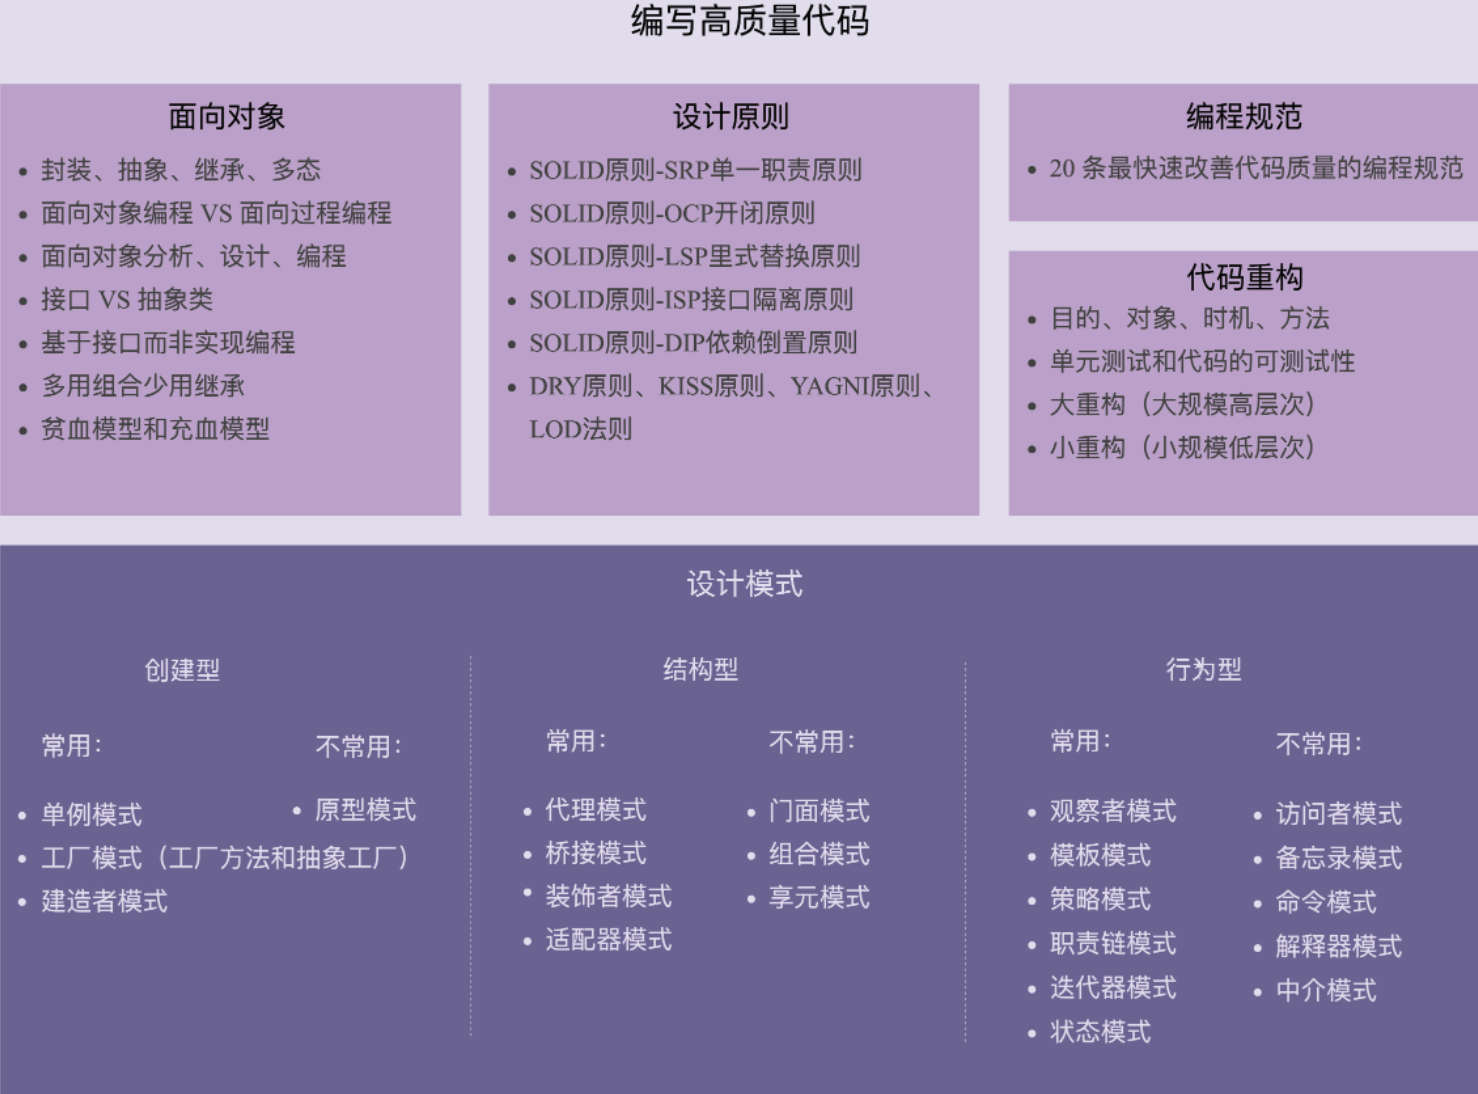 编写高质量代码
面向对象
封装、抽象、继承、多态
面向对象编程 VS 面向过程编程
面向对象分析、设计、编程
接口 VS 抽象类
基于接口而非实现编程
多用组合少用继承
贫血模型和充血模型
设计原则
SOLID原则-SRP单一职责原则
SOLID原则-OCP开闭原则
SOLID原则-LSP里式替换原则
SOLID原则-ISP接口隔离原则
SOLID原则-DIP依赖倒置原则
DRY原则、KISS原则、YAGNI原则、
LOD法则
编程规范
20 条最快速改善代码质量的编程规范
代码重构
目的、对象、时机、方法
单元测试和代码的可测试性
大重构（大规模高层次）
小重构（小规模低层次）
设计模式
创建型
常用：
单例模式
工厂模式（工厂方法和抽象工厂）
建造者模式
不常用：
原型模式
结构型
常用：
代理模式
桥接模式
装饰者模式
适配器模式
不常用：
门面模式
组合模式
享元模式
行为型
常用：
观察者模式
模板模式
策略模式
职责链模式
迭代器模式
状态模式
不常用：
访问者模式
备忘录模式
命令模式
解释器模式
中介模式